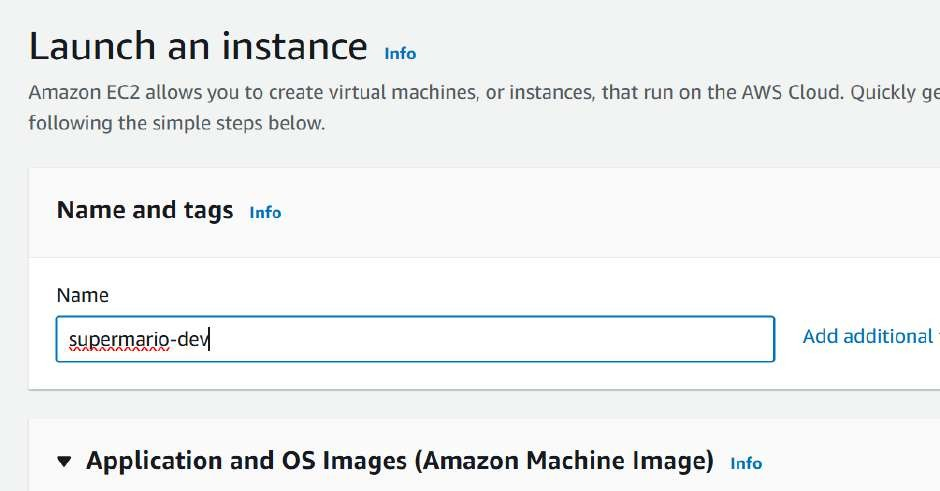 Launch an instance Info
Amazon EC2 allows you to create virtual machines, or instances, that run on the AWS Cloud. Quickly
following the simple steps below.
Name and tags Info
Name
supermario-dev
Add additional
Application and OS Images (Amazon Machine Image) Info